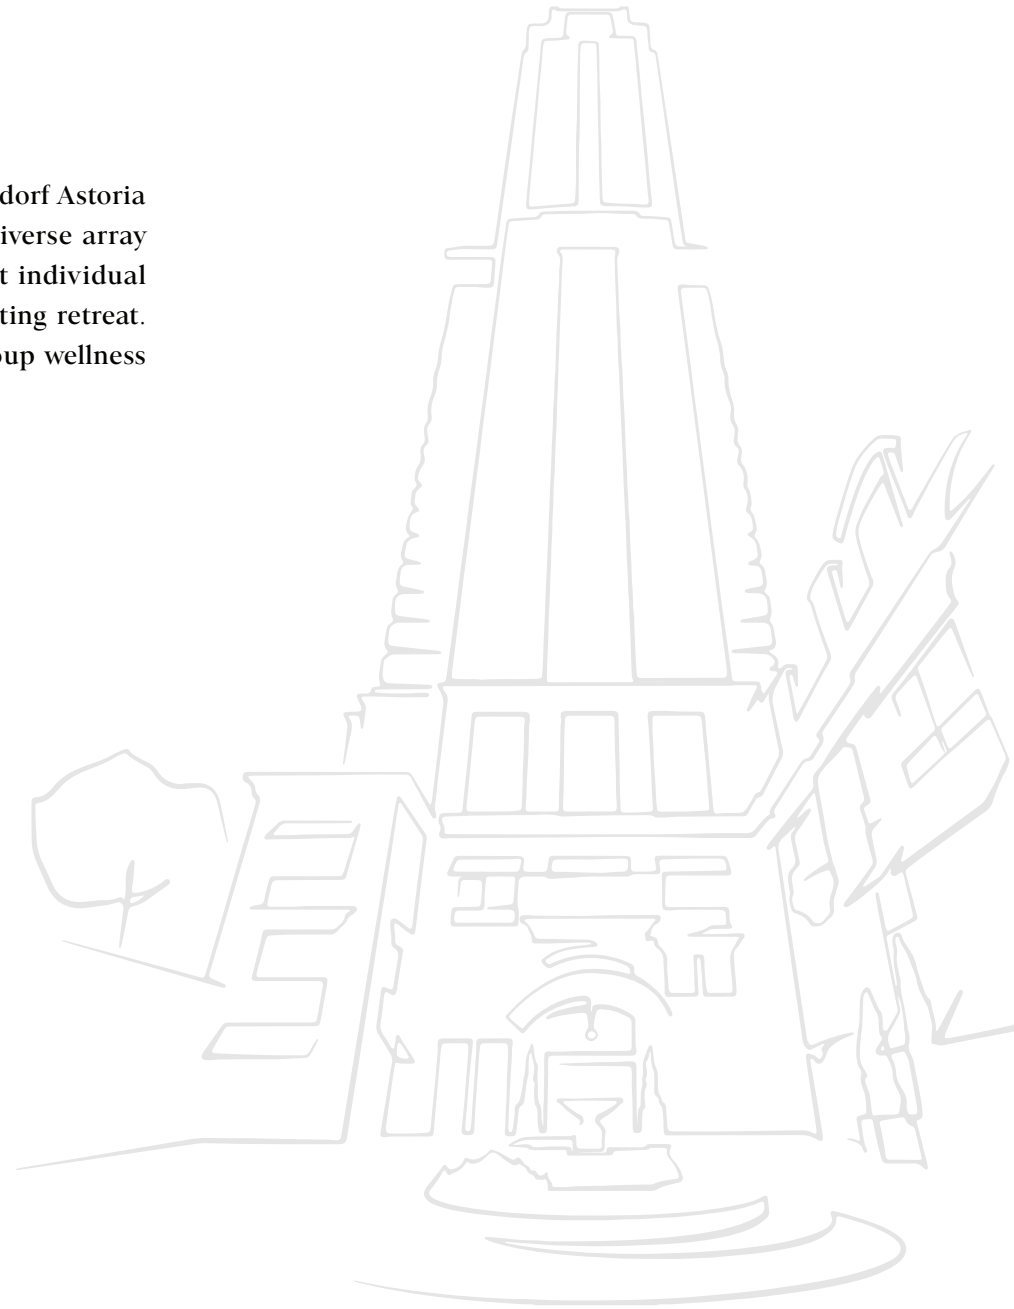 dorf Astoria
iverse array
t individual
ting retreat.
oup wellness